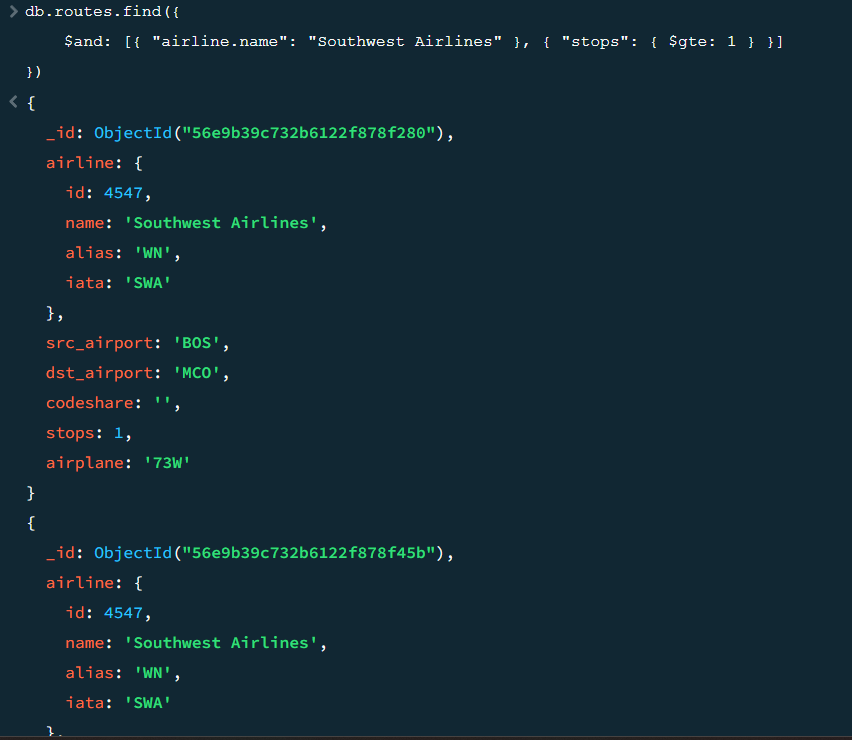 > db.routes.find({
$and: [{ "airline.name": "Southwest Airlines" }, { "stops": { $gte: 1 } }]
})
< {
_id: ObjectId("56e9b39c732b6122f878f280"),
airline: {
id: 4547,
name: 'Southwest Airlines',
alias: 'WN',
iata: 'SWA'
},
src_airport: 'BOS',
dst_airport: 'MCO',
codeshare: '',
stops: 1,
airplane: '73W'
}
{
_id: ObjectId("56e9b39c732b6122f878f45b"),
airline: {
id: 4547,
name: 'Southwest Airlines',
alias: 'WN',
iata: 'SWA'
},